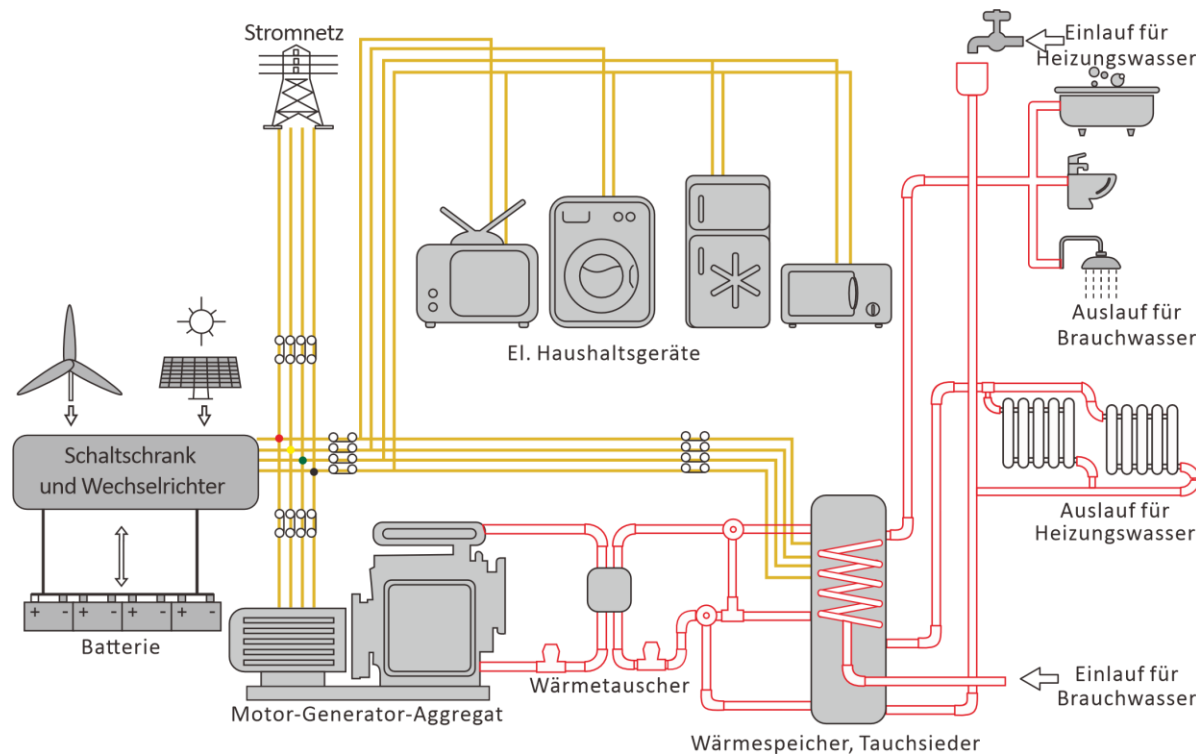 Stromnetz
Einlauf für
Heizungswasser
Auslauf für
Brauchwasser
El. Haushaltsgeräte
Schaltschrank
und Wechselrichter
Auslauf für
Heizungswasser
+ - + - + - + -
Batterie
Wärmetauscher
Einlauf für
Brauchwasser
Motor-Generator-Aggregat
Wärmespeicher, Tauchsieder